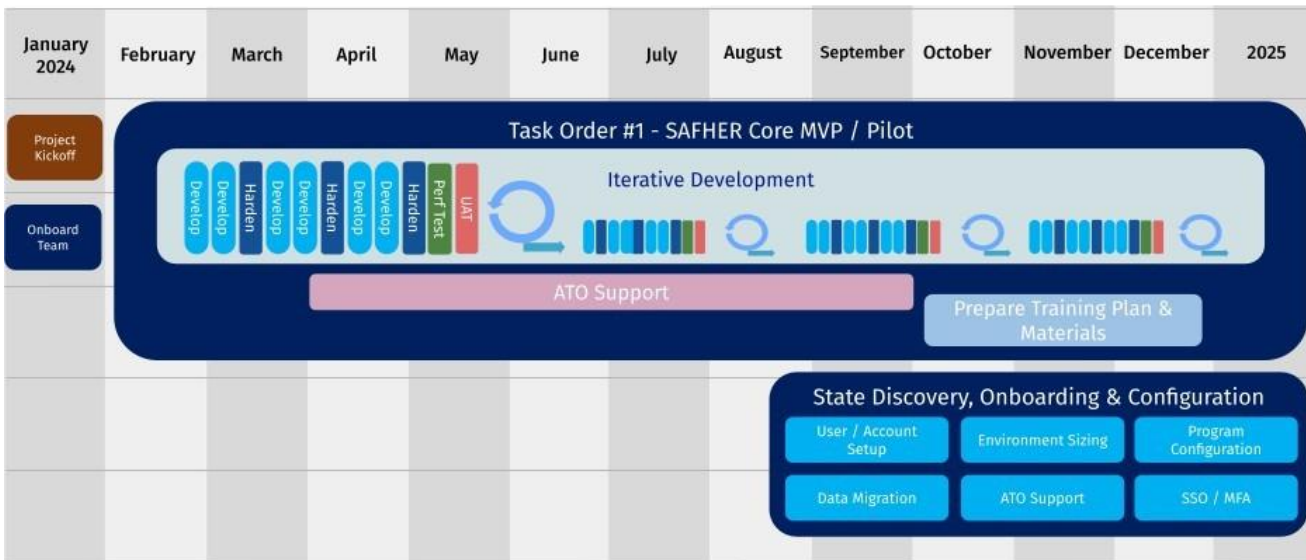 January
2024
February
March
April
May
June
July
August
September
October
November
December
2025
Project
Kickoff
Onboard
Team
Task Order #1 - SAFHER Core MVP / Pilot
Iterative Development
Develop
Develop
Harden
Develop
Develop
Harden
Develop
Develop
Harden
Perf Test
UAT
ATO Support
Prepare Training Plan &
Materials
State Discovery, Onboarding & Configuration
User / Account
Setup
Environment Sizing
Program
Configuration
Data Migration
ATO Support
SSO / MFA